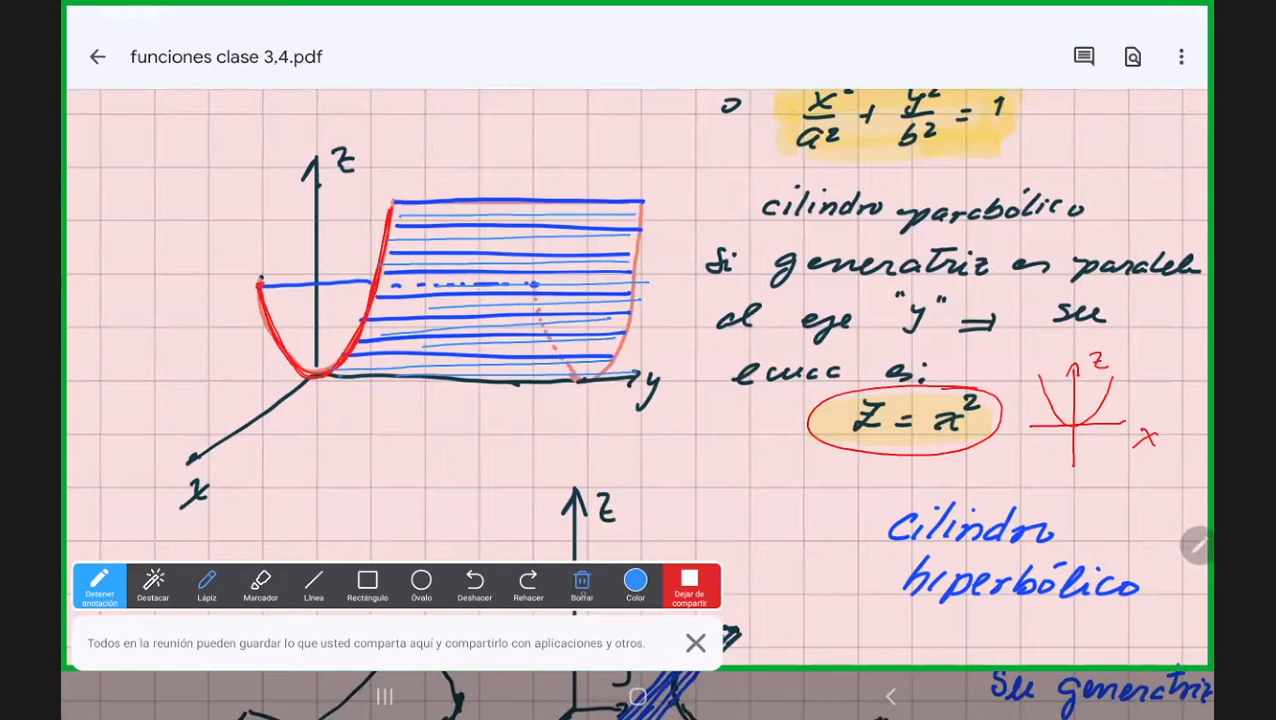 funciones clase 3,4.pdf
o x²/a² + y²/b² = 1
cilindro parabólico
Si generatriz es paralela
al eje "y" ⇒ su
ecuac es:
Z = x²
z
x
z
y
x
z
cilindro
hiperbólico
Detener anotación
Destacar
Lápiz
Marcador
Línea
Rectángulo
Óvalo
Deshacer
Rehacer
Borrar
Color
Dejar de compartir
Todos en la reunión pueden guardar lo que usted comparta aquí y compartirlo con aplicaciones y otros.
su generatriz